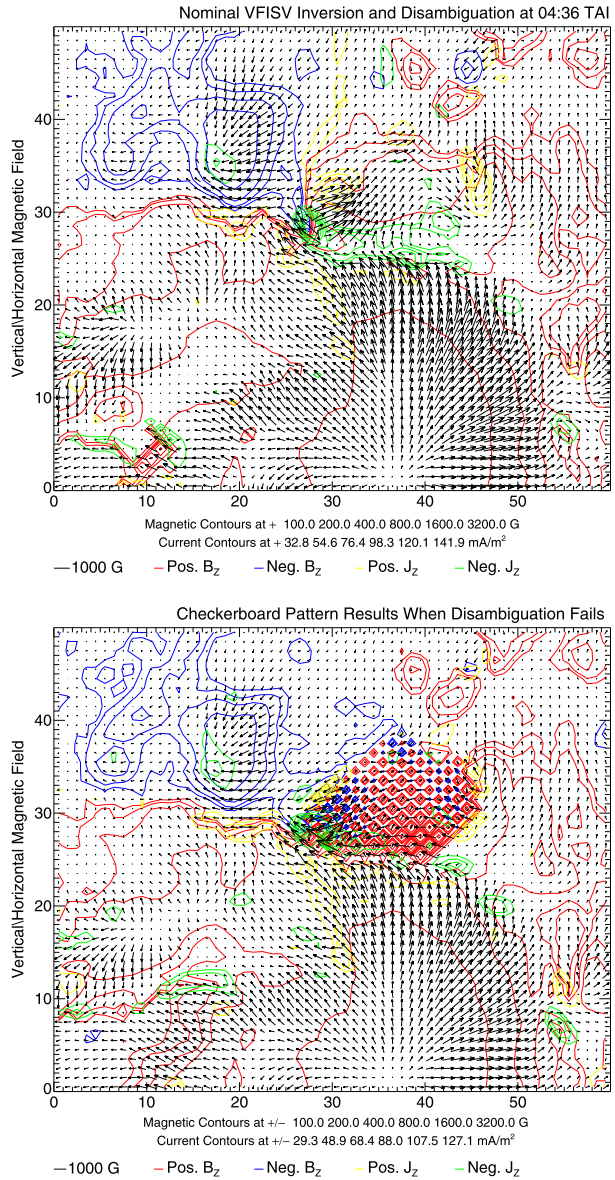 Nominal VFISV Inversion and Disambiguation at 04:36 TAI
Vertical\Horizontal Magnetic Field
40
30
20
10
0
0 10 20 30 40 50
Magnetic Contours at + 100.0 200.0 400.0 800.0 1600.0 3200.0 G
Current Contours at + 32.8 54.6 76.4 98.3 120.1 141.9 mA/m²
1000 G Pos. B_Z Neg. B_Z Pos. J_Z Neg. J_Z
Checkerboard Pattern Results When Disambiguation Fails
Vertical\Horizontal Magnetic Field
40
30
20
10
0
0 10 20 30 40 50
Magnetic Contours at +/- 100.0 200.0 400.0 800.0 1600.0 3200.0 G
Current Contours at +/- 29.3 48.9 68.4 88.0 107.5 127.1 mA/m²
1000 G Pos. B_Z Neg. B_Z Pos. J_Z Neg. J_Z